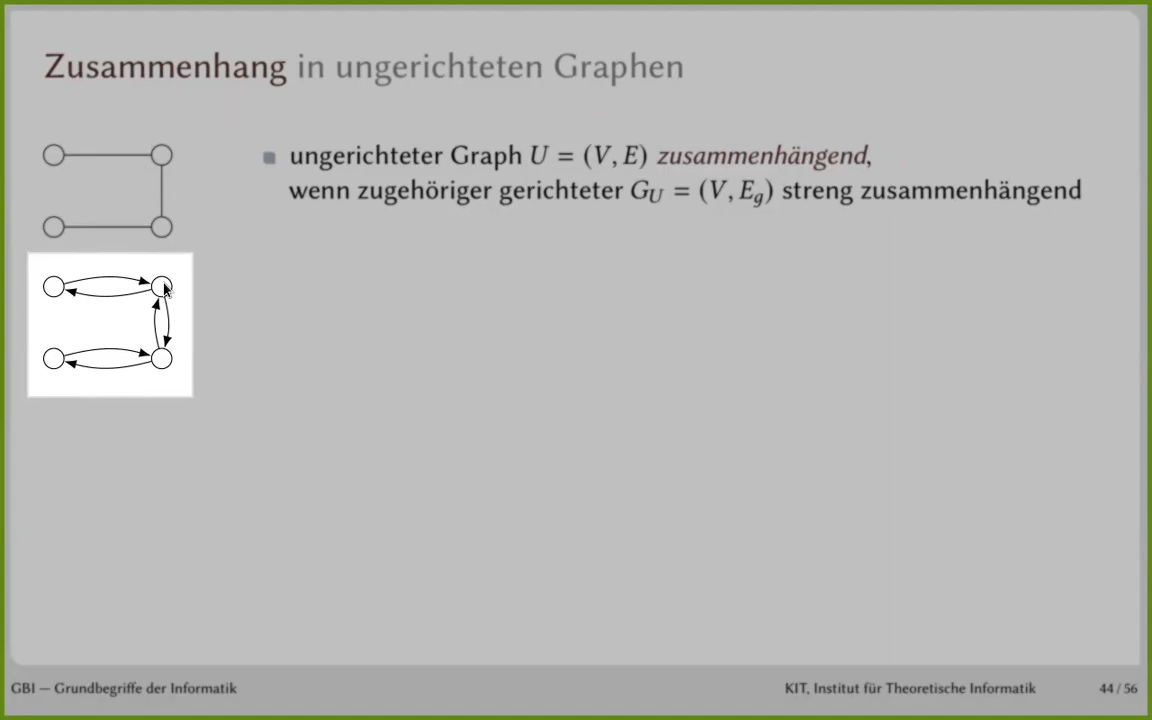 Zusammenhang in ungerichteten Graphen
ungerichteter Graph U = (V, E) zusammenhängend,
wenn zugehöriger gerichteter G_U = (V, E_g) streng zusammenhängend
GBI — Grundbegriffe der Informatik
KIT, Institut für Theoretische Informatik
44 / 56